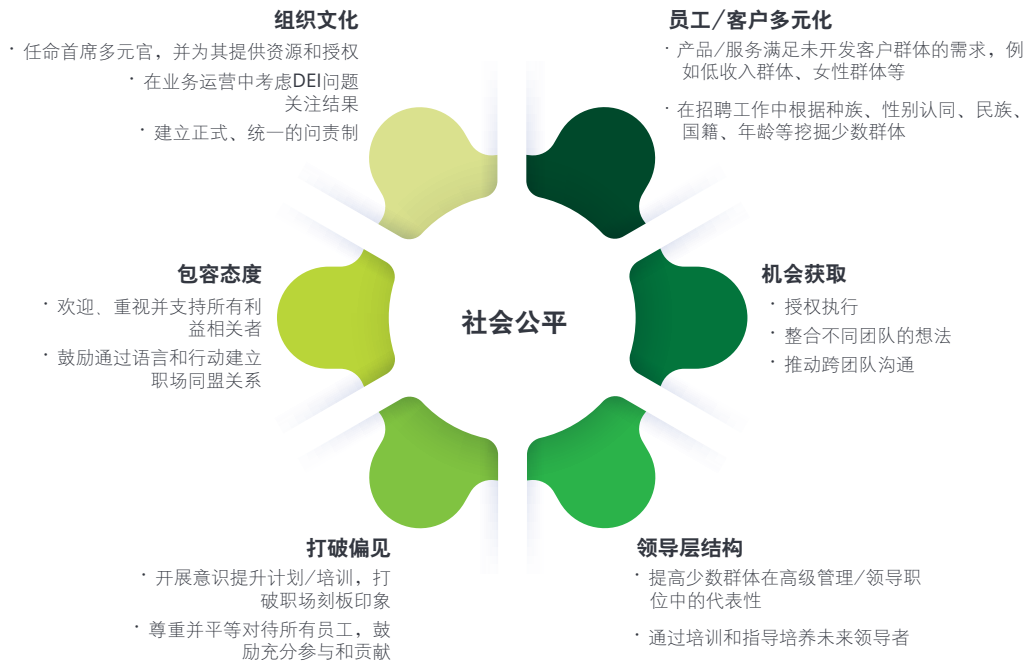 组织文化
· 任命首席多元官，并为其提供资源和授权
· 在业务运营中考虑DEI问题
关注结果
· 建立正式、统一的问责制
员工/客户多元化
· 产品/服务满足未开发客户群体的需求，例
如低收入群体、女性群体等
· 在招聘工作中根据种族、性别认同、民族、
国籍、年龄等挖掘少数群体
包容态度
· 欢迎、重视并支持所有利
益相关者
· 鼓励通过语言和行动建立
职场同盟关系
社会公平
机会获取
· 授权执行
· 整合不同团队的想法
· 推动跨团队沟通
打破偏见
· 开展意识提升计划/培训，打
破职场刻板印象
· 尊重并平等对待所有员工，鼓
励充分参与和贡献
领导层结构
· 提高少数群体在高级管理/领导职
位中的代表性
· 通过培训和指导培养未来领导者